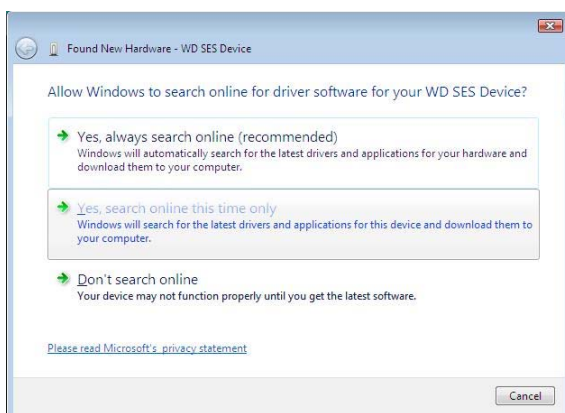 Found New Hardware - WD SES Device
Allow Windows to search online for driver software for your WD SES Device?
Yes, always search online (recommended)
Windows will automatically search for the latest drivers and applications for your hardware and
download them to your computer.
Yes, search online this time only
Windows will search for the latest drivers and applications for this device and download them to
your computer.
Don't search online
Your device may not function properly until you get the latest software.
Please read Microsoft's privacy statement
Cancel